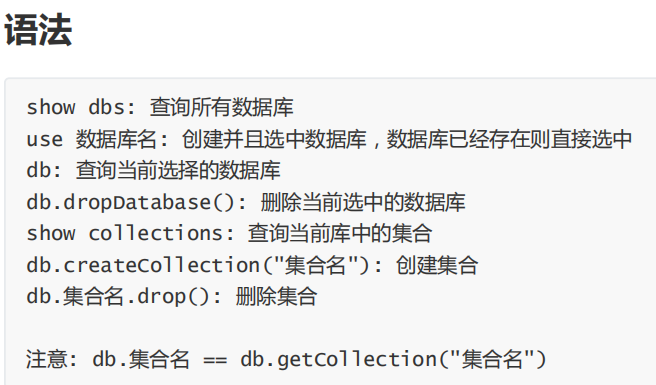 语法
show dbs: 查询所有数据库
use 数据库名: 创建并且选中数据库，数据库已经存在则直接选中
db: 查询当前选择的数据库
db.dropDatabase(): 删除当前选中的数据库
show collections: 查询当前库中的集合
db.createCollection("集合名"): 创建集合
db.集合名.drop(): 删除集合
注意: db.集合名 == db.getCollection("集合名")